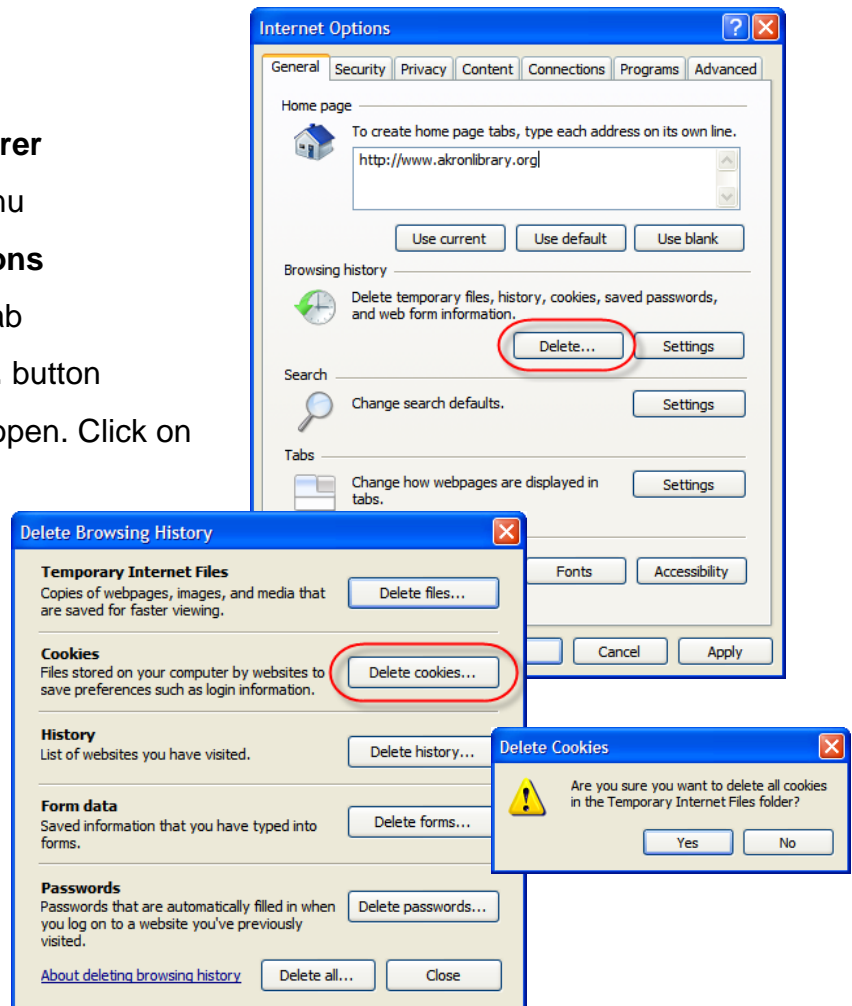 rer
nu
ons
ab
button
open. Click on
Internet Options
General Security Privacy Content Connections Programs Advanced
Home page
To create home page tabs, type each address on its own line.
http://www.akronlibrary.org
Use current Use default Use blank
Browsing history
Delete temporary files, history, cookies, saved passwords,
and web form information.
Delete... Settings
Search
Change search defaults.
Settings
Tabs
Change how webpages are displayed in
tabs.
Settings
Fonts Accessibility
Cancel Apply
Delete Browsing History
Temporary Internet Files
Copies of webpages, images, and media that
are saved for faster viewing.
Delete files...
Cookies
Files stored on your computer by websites to
save preferences such as login information.
Delete cookies...
History
List of websites you have visited.
Delete history...
Form data
Saved information that you have typed into
forms.
Delete forms...
Passwords
Passwords that are automatically filled in when
you log on to a website you've previously
visited.
Delete passwords...
About deleting browsing history Delete all... Close
Delete Cookies
Are you sure you want to delete all cookies
in the Temporary Internet Files folder?
Yes No